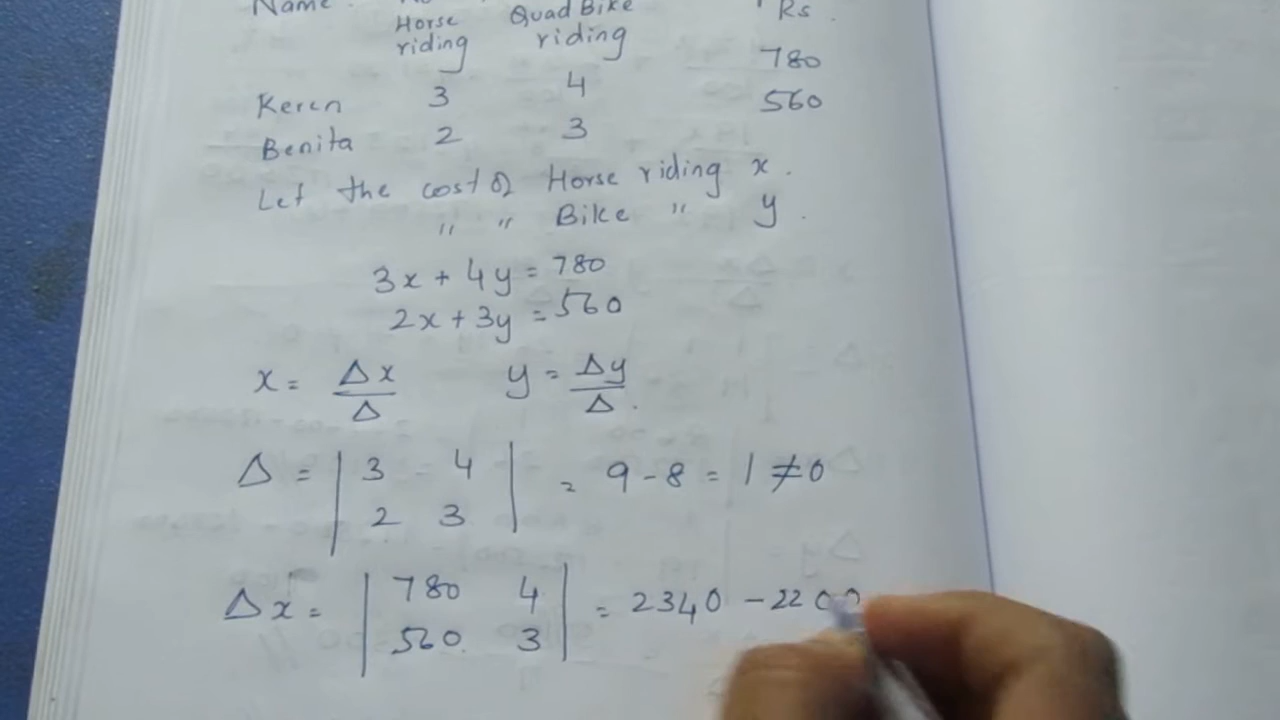 Name
Horse Quad Bike Rs.
riding riding
780
Keren 3 4 560
Benita 2 3
Let the cost of Horse riding x.
" " Bike " y.
3x + 4y = 780
2x + 3y = 560
x = Δx/Δ y = Δy/Δ.
Δ = | 3 4 | = 9 - 8 = 1 ≠ 0
2 3
Δx = | 780 4 | = 2340 - 2200
560. 3